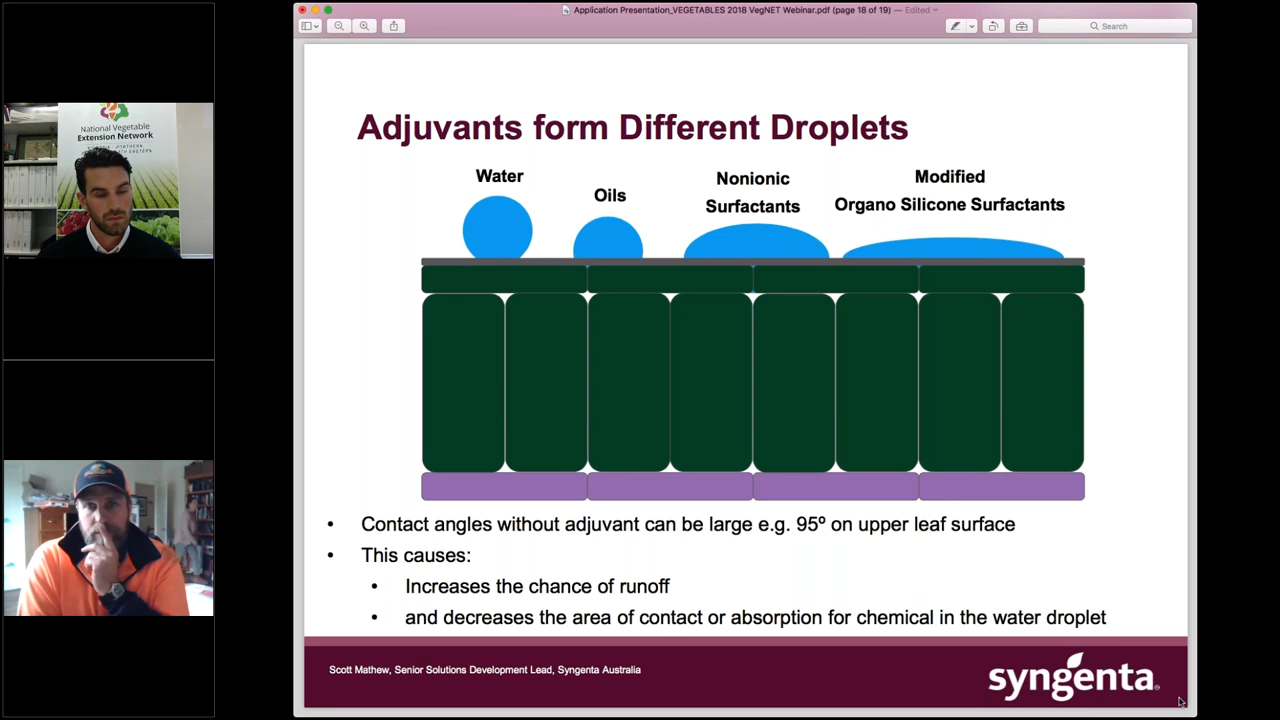 Application Presentation_VEGETABLES 2018 VegNET Webinar.pdf (page 18 of 19) — Edited
Search
National Vegetable
Extension Network
Adjuvants form Different Droplets
Water
Oils
Nonionic
Surfactants
Modified
Organo Silicone Surfactants
• Contact angles without adjuvant can be large e.g. 95º on upper leaf surface
• This causes:
• Increases the chance of runoff
• and decreases the area of contact or absorption for chemical in the water droplet
Scott Mathew, Senior Solutions Development Lead, Syngenta Australia
syngenta